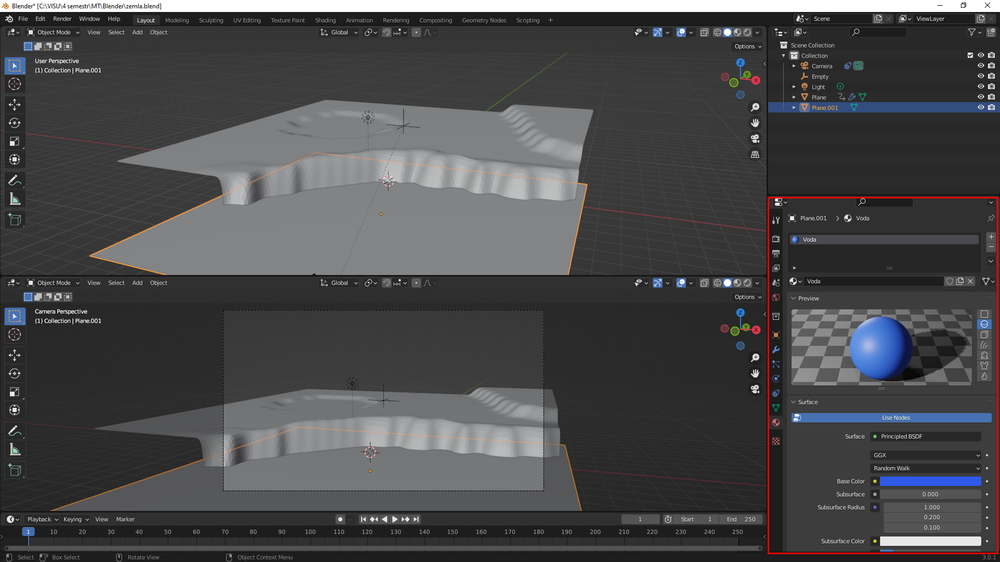 Blender* [C:\VISU\4 semestr\MT\Blender\zemla.blend]
File Edit Render Window Help Layout Modeling Sculpting UV Editing Texture Paint Shading Animation Rendering Compositing Geometry Nodes Scripting + Scene ViewLayer
Object Mode View Select Add Object Global
Options
User Perspective
(1) Collection | Plane.001
Z
Y
X
Object Mode View Select Add Object Global
Options
Camera Perspective
(1) Collection | Plane.001
Z
Y
X
Playback Keying View Marker 1 Start 1 End 250
1 10 20 30 40 50 60 70 80 90 100 110 120 130 140 150 160 170 180 190 200 210 220 230 240 250
Select Box Select Rotate View Object Context Menu 3.0.1
Scene Collection
Collection
Camera
Empty
Light
Plane
Plane.001
Plane.001 > Voda
Voda
Voda
Preview
Surface
Use Nodes
Surface Principled BSDF
GGX
Random Walk
Base Color
Subsurface 0.000
Subsurface Radius 1.000
0.200
0.100
Subsurface Color